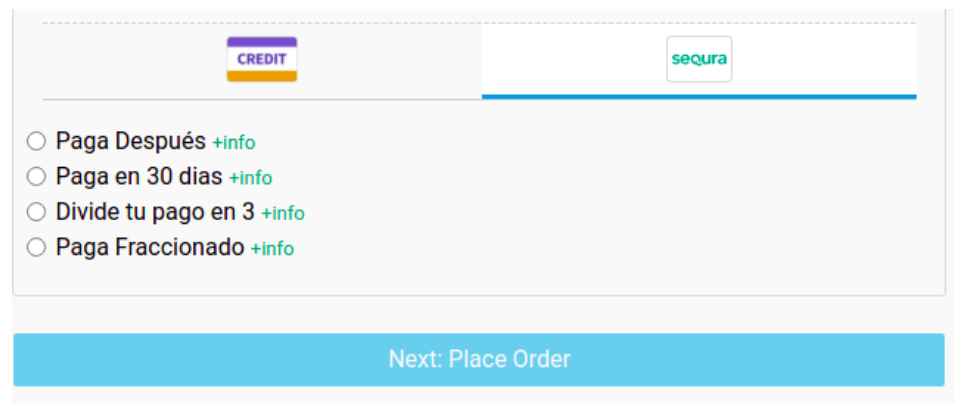 CREDIT
seQura
Paga Después +info
Paga en 30 dias +info
Divide tu pago en 3 +info
Paga Fraccionado +info
Next: Place Order